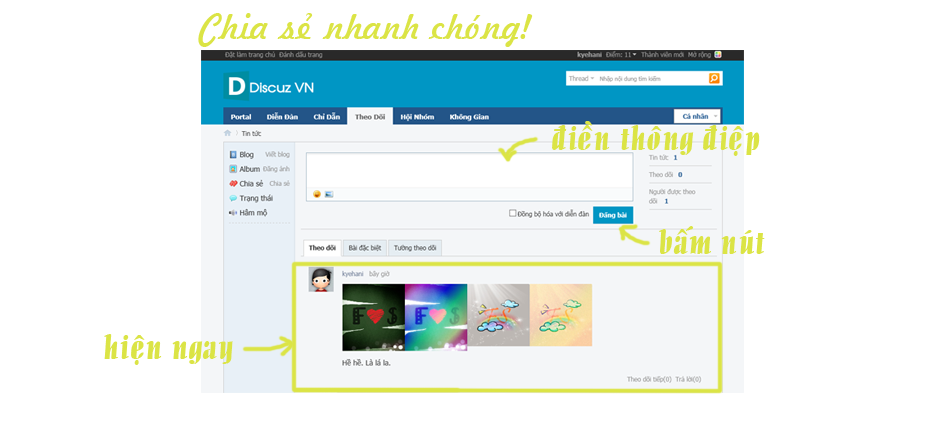 Chia sẻ nhanh chóng!
Đặt làm trang chủ Đánh dấu trang
kyehani Điểm: 11 Thành viên mới Mở rộng
D Discuz VN
Thread Nhập nội dung tìm kiếm
Portal Diễn Đàn Chỉ Dẫn Theo Dõi Hội Nhóm Không Gian Cá nhân
Tin tức
điền thông điệp
Blog Viết blog
Album Đăng ảnh
Chia sẻ Chia sẻ
Trạng thái
Hâm mộ
Tin tức 1
Theo dõi 0
Người được theo
dõi 1
Đồng bộ hóa với diễn đàn Đăng bài
bấm nút
Theo dõi Bài đặc biệt Tường theo dõi
kyehani bây giờ
F S F S
hiện ngay
Hề hề. Là lá la.
Theo dõi tiếp(0) Trả lời(0)